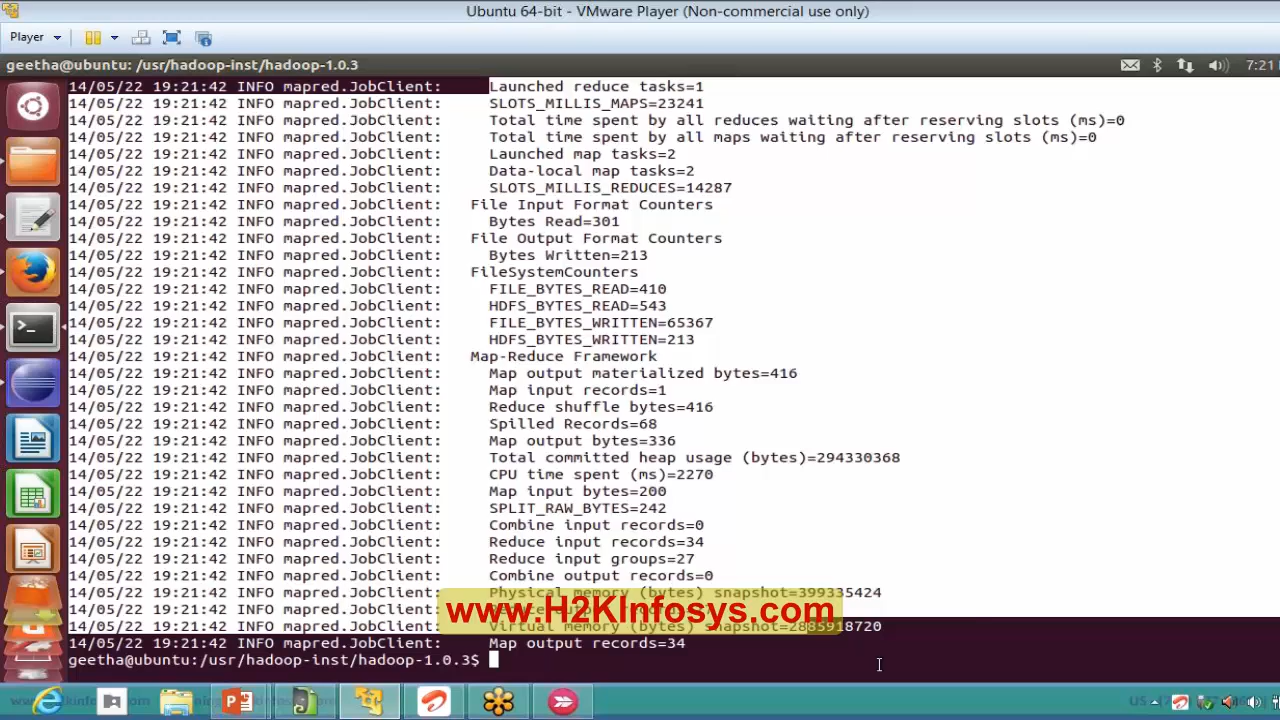 Ubuntu 64-bit - VMware Player (Non-commercial use only)
Player
geetha@ubuntu: /usr/hadoop-inst/hadoop-1.0.3
7:21
14/05/22 19:21:42 INFO mapred.JobClient: Launched reduce tasks=1
14/05/22 19:21:42 INFO mapred.JobClient: SLOTS_MILLIS_MAPS=23241
14/05/22 19:21:42 INFO mapred.JobClient: Total time spent by all reduces waiting after reserving slots (ms)=0
14/05/22 19:21:42 INFO mapred.JobClient: Total time spent by all maps waiting after reserving slots (ms)=0
14/05/22 19:21:42 INFO mapred.JobClient: Launched map tasks=2
14/05/22 19:21:42 INFO mapred.JobClient: Data-local map tasks=2
14/05/22 19:21:42 INFO mapred.JobClient: SLOTS_MILLIS_REDUCES=14287
14/05/22 19:21:42 INFO mapred.JobClient: File Input Format Counters
14/05/22 19:21:42 INFO mapred.JobClient: Bytes Read=301
14/05/22 19:21:42 INFO mapred.JobClient: File Output Format Counters
14/05/22 19:21:42 INFO mapred.JobClient: Bytes Written=213
14/05/22 19:21:42 INFO mapred.JobClient: FileSystemCounters
14/05/22 19:21:42 INFO mapred.JobClient: FILE_BYTES_READ=410
14/05/22 19:21:42 INFO mapred.JobClient: HDFS_BYTES_READ=543
14/05/22 19:21:42 INFO mapred.JobClient: FILE_BYTES_WRITTEN=65367
14/05/22 19:21:42 INFO mapred.JobClient: HDFS_BYTES_WRITTEN=213
14/05/22 19:21:42 INFO mapred.JobClient: Map-Reduce Framework
14/05/22 19:21:42 INFO mapred.JobClient: Map output materialized bytes=416
14/05/22 19:21:42 INFO mapred.JobClient: Map input records=1
14/05/22 19:21:42 INFO mapred.JobClient: Reduce shuffle bytes=416
14/05/22 19:21:42 INFO mapred.JobClient: Spilled Records=68
14/05/22 19:21:42 INFO mapred.JobClient: Map output bytes=336
14/05/22 19:21:42 INFO mapred.JobClient: Total committed heap usage (bytes)=294330368
14/05/22 19:21:42 INFO mapred.JobClient: CPU time spent (ms)=2270
14/05/22 19:21:42 INFO mapred.JobClient: Map input bytes=200
14/05/22 19:21:42 INFO mapred.JobClient: SPLIT_RAW_BYTES=242
14/05/22 19:21:42 INFO mapred.JobClient: Combine input records=0
14/05/22 19:21:42 INFO mapred.JobClient: Reduce input records=34
14/05/22 19:21:42 INFO mapred.JobClient: Reduce input groups=27
14/05/22 19:21:42 INFO mapred.JobClient: Combine output records=0
14/05/22 19:21:42 INFO mapred.JobClient: Physical memory (bytes) snapshot=399335424
14/05/22 19:21:42 INFO mapred.JobClient:
www.H2KInfosys.com
14/05/22 19:21:42 INFO mapred.JobClient: Virtual memory (bytes) snapshot=2885918720
14/05/22 19:21:42 INFO mapred.JobClient: Map output records=34
geetha@ubuntu:/usr/hadoop-inst/hadoop-1.0.3$
US